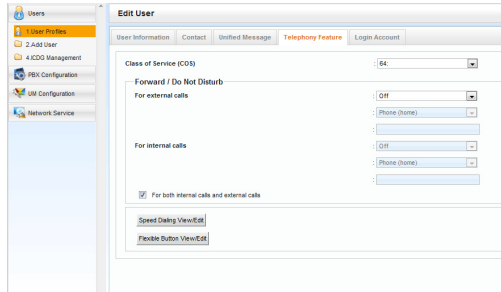 Users
1.User Profiles
2.Add User
4.ICDG Management
PBX Configuration
UM Configuration
Network Service
Edit User
User Information
Contact
Unified Message
Telephony Feature
Login Account
Class of Service (COS)
: 64:
Forward / Do Not Disturb
For external calls
: Off
: Phone (home)
:
For internal calls
: Off
: Phone (home)
:
For both internal calls and external calls
Speed Dialing View/Edit
Flexible Button View/Edit